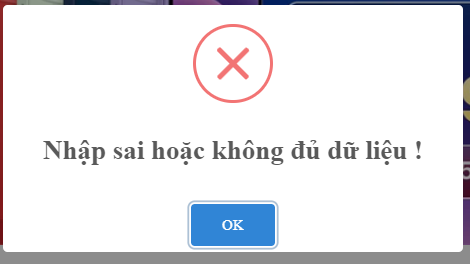 Nhập sai hoặc không đủ dữ liệu !
OK